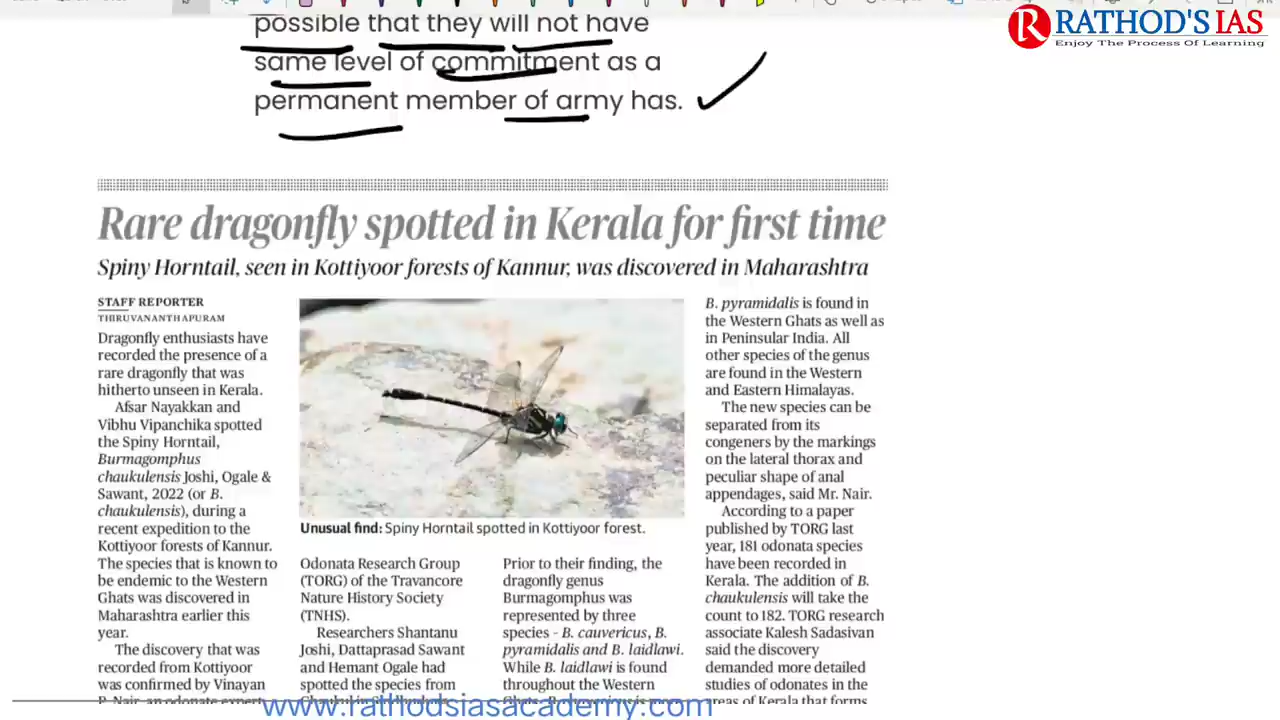 possible that they will not have
same level of commitment as a
permanent member of army has.
RATHOD'S IAS
Enjoy The Process Of Learning
Rare dragonfly spotted in Kerala for first time
Spiny Horntail, seen in Kottiyoor forests of Kannur, was discovered in Maharashtra
STAFF REPORTER
THIRUVANANTHAPURAM
Dragonfly enthusiasts have
recorded the presence of a
rare dragonfly that was
hitherto unseen in Kerala.
Afsar Nayakkan and
Vibhu Vipanchika spotted
the Spiny Horntail,
Burmagomphus
chaukulensis Joshi, Ogale &
Sawant, 2022 (or B.
chaukulensis), during a
recent expedition to the
Kottiyoor forests of Kannur.
The species that is known to
be endemic to the Western
Ghats was discovered in
Maharashtra earlier this
year.
The discovery that was
recorded from Kottiyoor
was confirmed by Vinayan
P. Nair, an odonate expert
Unusual find: Spiny Horntail spotted in Kottiyoor forest.
Odonata Research Group
(TORG) of the Travancore
Nature History Society
(TNHS).
Researchers Shantanu
Joshi, Dattaprasad Sawant
and Hemant Ogale had
spotted the species from
Prior to their finding, the
dragonfly genus
Burmagomphus was
represented by three
species - B. cauvericus, B.
pyramidalis and B. laidlawi.
While B. laidlawi is found
throughout the Western
B. pyramidalis is found in
the Western Ghats as well as
in Peninsular India. All
other species of the genus
are found in the Western
and Eastern Himalayas.
The new species can be
separated from its
congeners by the markings
on the lateral thorax and
peculiar shape of anal
appendages, said Mr. Nair.
According to a paper
published by TORG last
year, 181 odonata species
have been recorded in
Kerala. The addition of B.
chaukulensis will take the
count to 182. TORG research
associate Kalesh Sadasivan
said the discovery
demanded more detailed
studies of odonates in the
areas of Kerala that forms
www.rathodsiasacademy.com